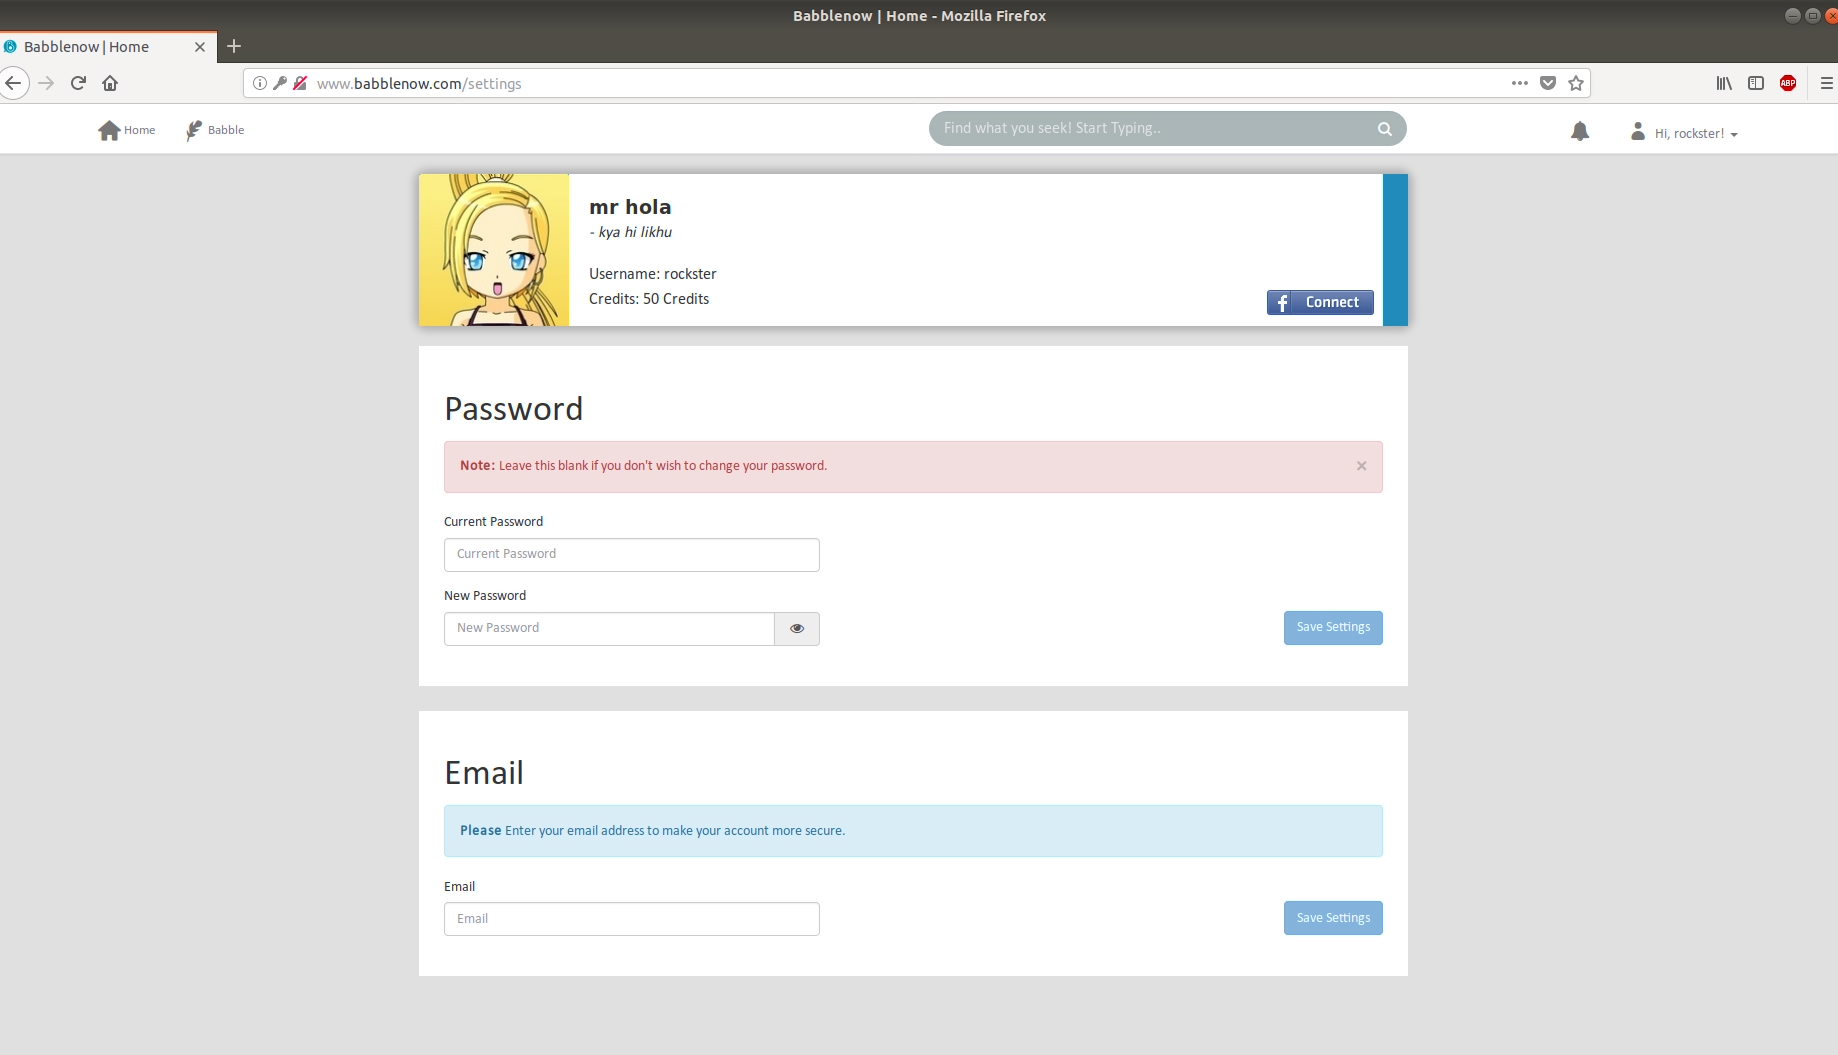 Babblenow | Home - Mozilla Firefox
Babblenow | Home
www.babblenow.com/settings
ABP
Home
Babble
Find what you seek! Start Typing..
Hi, rockster!
mr hola
- kya hi likhu
Username: rockster
Credits: 50 Credits
f Connect
Password
Note: Leave this blank if you don't wish to change your password.
Current Password
Current Password
New Password
New Password
Save Settings
Email
Please Enter your email address to make your account more secure.
Email
Email
Save Settings